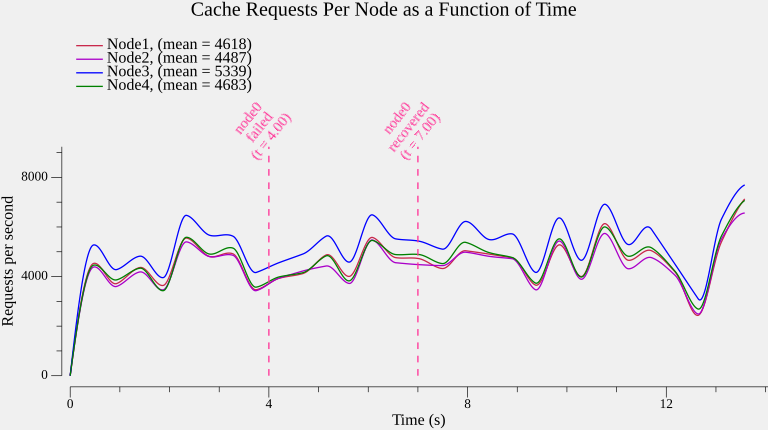 Cache Requests Per Node as a Function of Time
Node1, (mean = 4618)
Node2, (mean = 4487)
Node3, (mean = 5339)
Node4, (mean = 4683)
node0
failed
(t = 4.00)
node0
recovered
(t = 7.00)
Requests per second
8000
4000
0
0 4 8 12
Time (s)